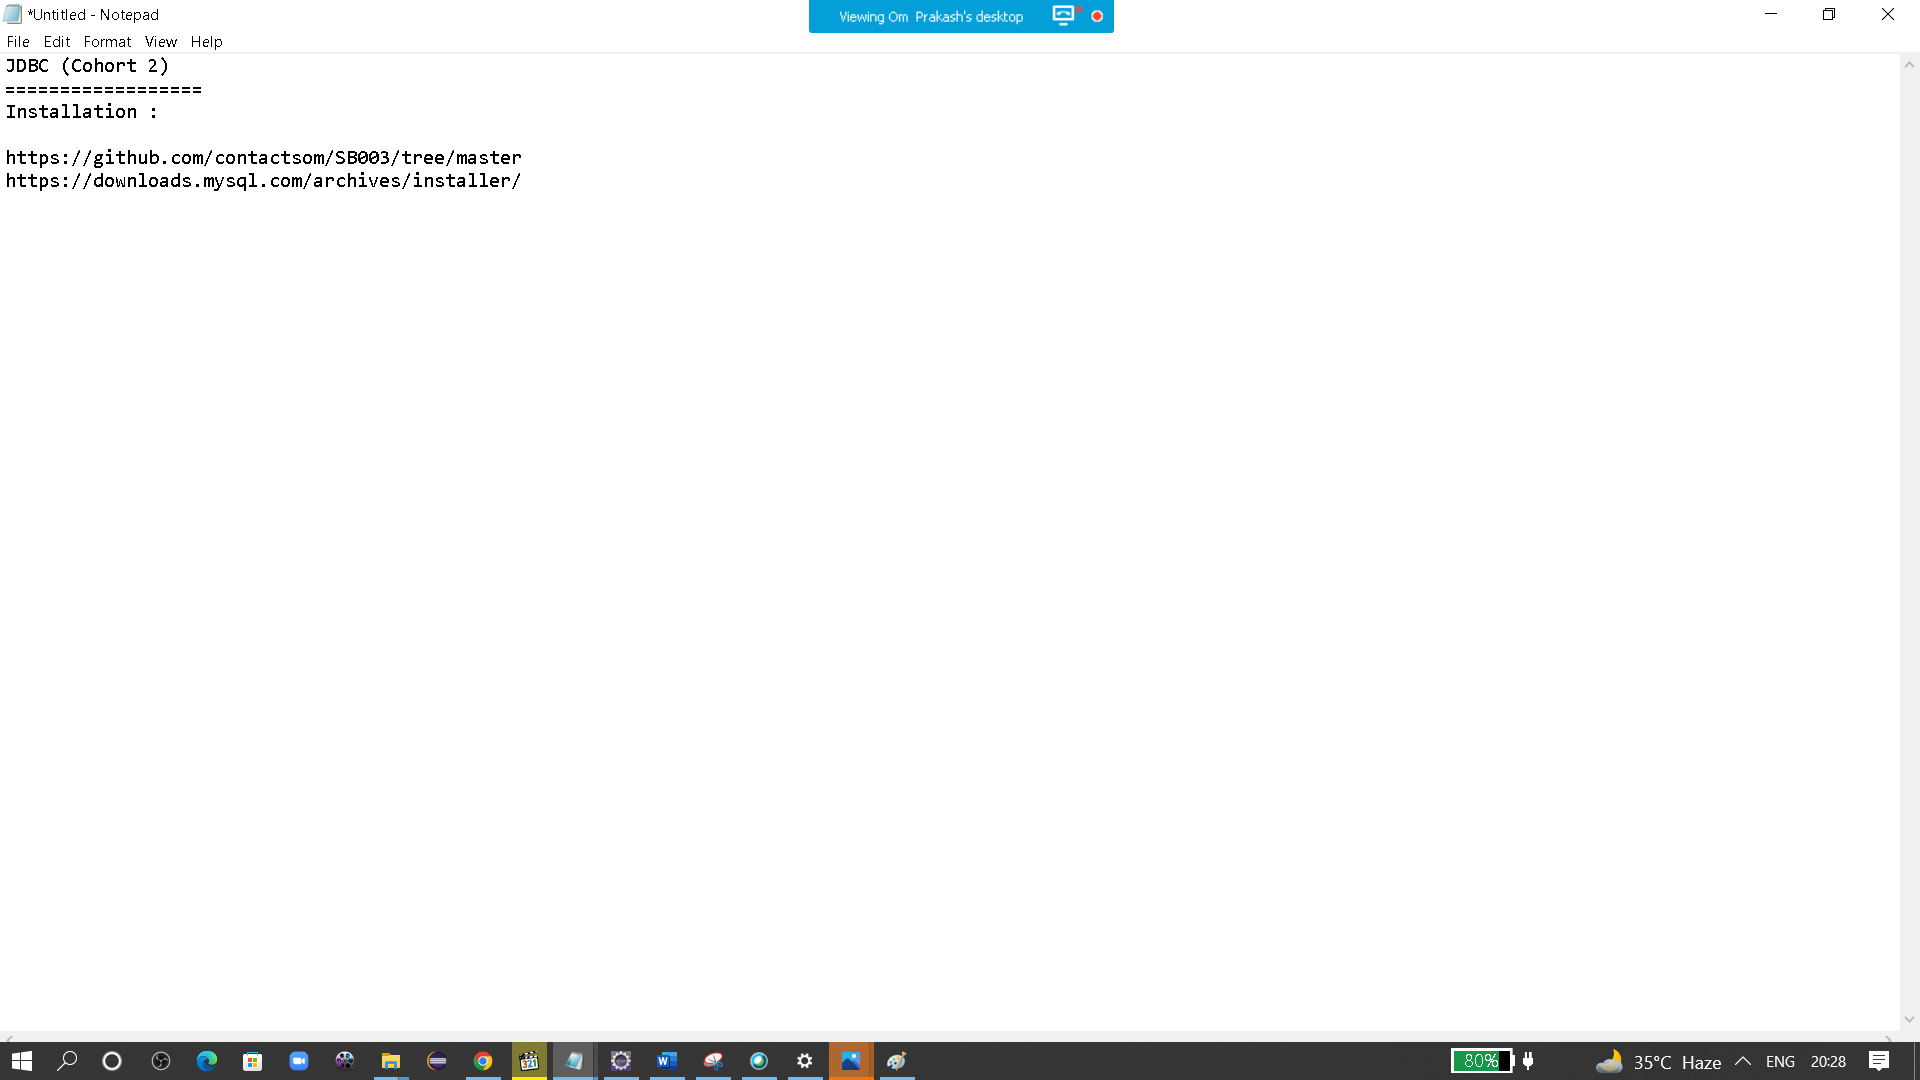 *Untitled - Notepad
Viewing Om Prakash's desktop
File Edit Format View Help
JDBC (Cohort 2)
==================
Installation :
https://github.com/contactsom/SB003/tree/master
https://downloads.mysql.com/archives/installer/
321
80%
35°C Haze
ENG
20:28